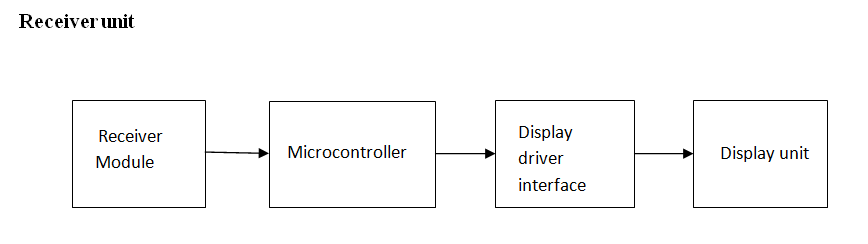 Receiver unit
Receiver
Module
Microcontroller
Display
driver
interface
Display unit